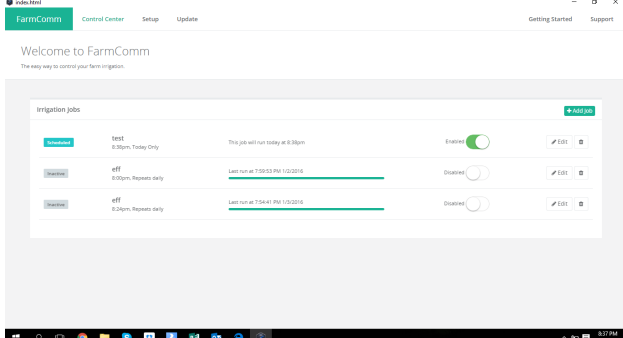 index.html
FarmComm Control Center Setup Update Getting Started Support
Welcome to FarmComm
The easy way to control your farm irrigation.
Irrigation Jobs
Add Job
Scheduled
test
8:38pm, Today Only
This job will run today at 8:38pm
Enabled
Edit
Inactive
eff
8:00pm, Repeats daily
Last run at 7:59:53 PM 1/2/2016
Disabled
Edit
Inactive
eff
8:24pm, Repeats daily
Last run at 7:54:41 PM 1/3/2016
Disabled
Edit
8:37 PM